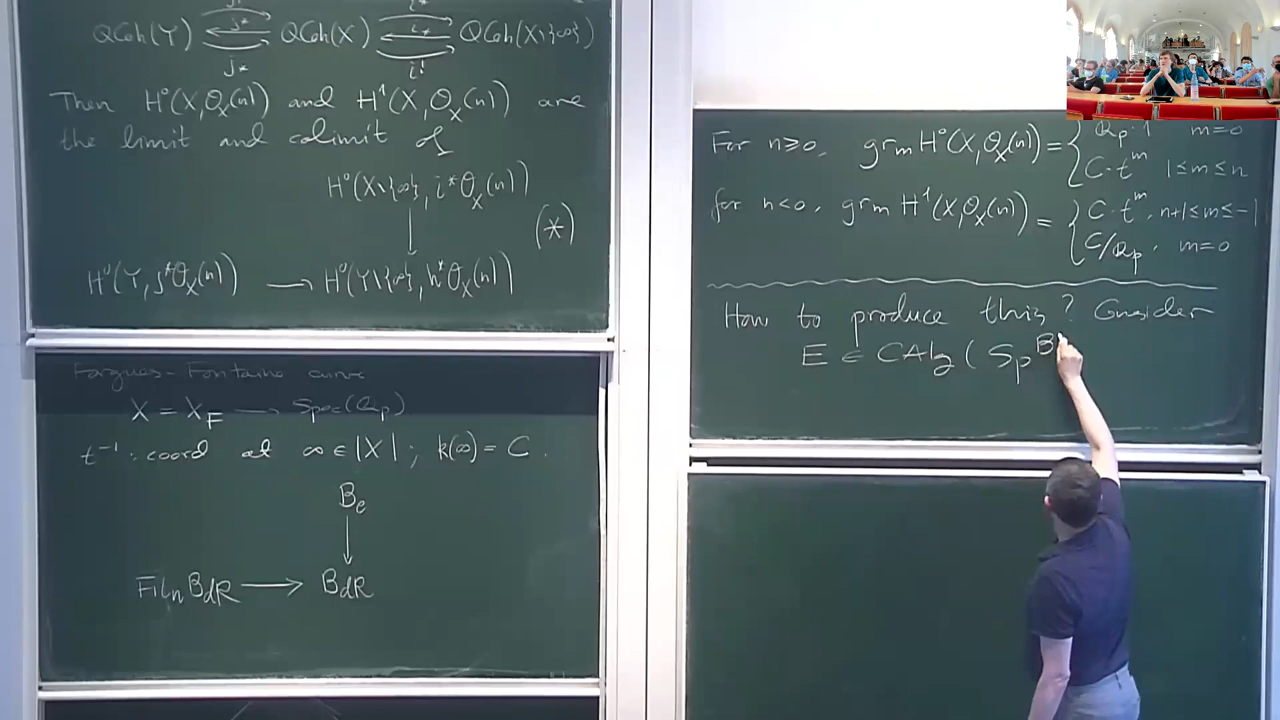 QCoh(Y) j* QCoh(X) i* QCoh(X\{∞})
j* i!
Then H⁰(X, O_X(n)) and H¹(X, O_X(n)) are
the limit and colimit of
H⁰(X\{∞}, i*O_X(n))
(*)
H⁰(Y, j*O_X(n)) → H⁰(Y\{∞}, h*O_X(n))
Fargues-Fontaine curve
X = X_F → Spec(Q_p)
t⁻¹ : coord at ∞ ∈ |X| ; k(∞) = C.
B_e
↓
Fil_n B_dR → B_dR
For n≥0, gr_m H⁰(X, O_X(n)) = { Q_p·1 m=0
C·t^m 1≤m≤n
for n<0, gr_m H¹(X, O_X(n)) = { C·t^m, n+1≤m≤-1
C/Q_p, m=0
How to produce this? Consider
E ∈ CAlg( Sp^B